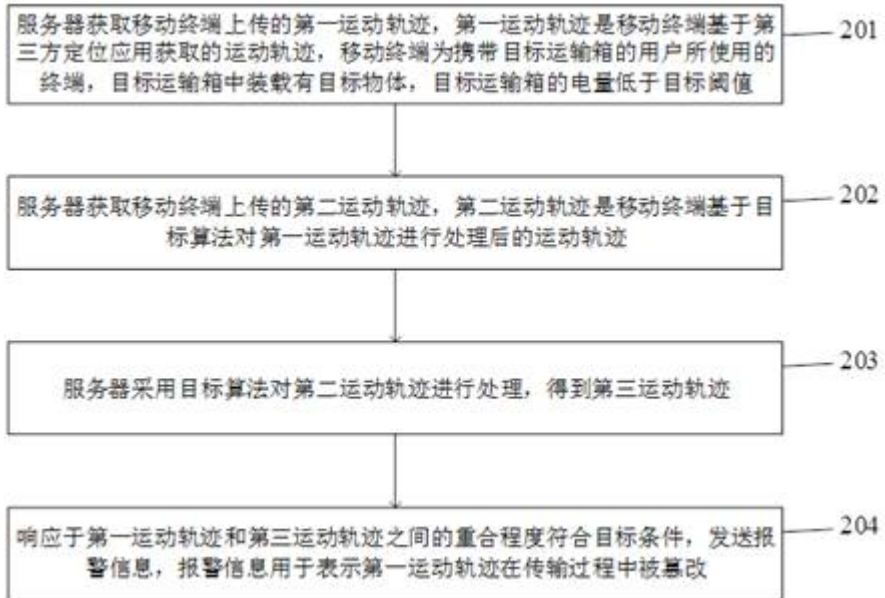 服务器获取移动终端上传的第一运动轨迹，第一运动轨迹是移动终端基于第
三方定位应用获取的运动轨迹，移动终端为携带目标运输箱的用户所使用的
终端，目标运输箱中装载有目标物体，目标运输箱的电量低于目标阈值
201
服务器获取移动终端上传的第二运动轨迹，第二运动轨迹是移动终端基于目
标算法对第一运动轨迹进行处理后的运动轨迹
202
服务器采用目标算法对第二运动轨迹进行处理，得到第三运动轨迹
203
响应于第一运动轨迹和第三运动轨迹之间的重合程度符合目标条件，发送报
警信息，报警信息用于表示第一运动轨迹在传输过程中被篡改
204